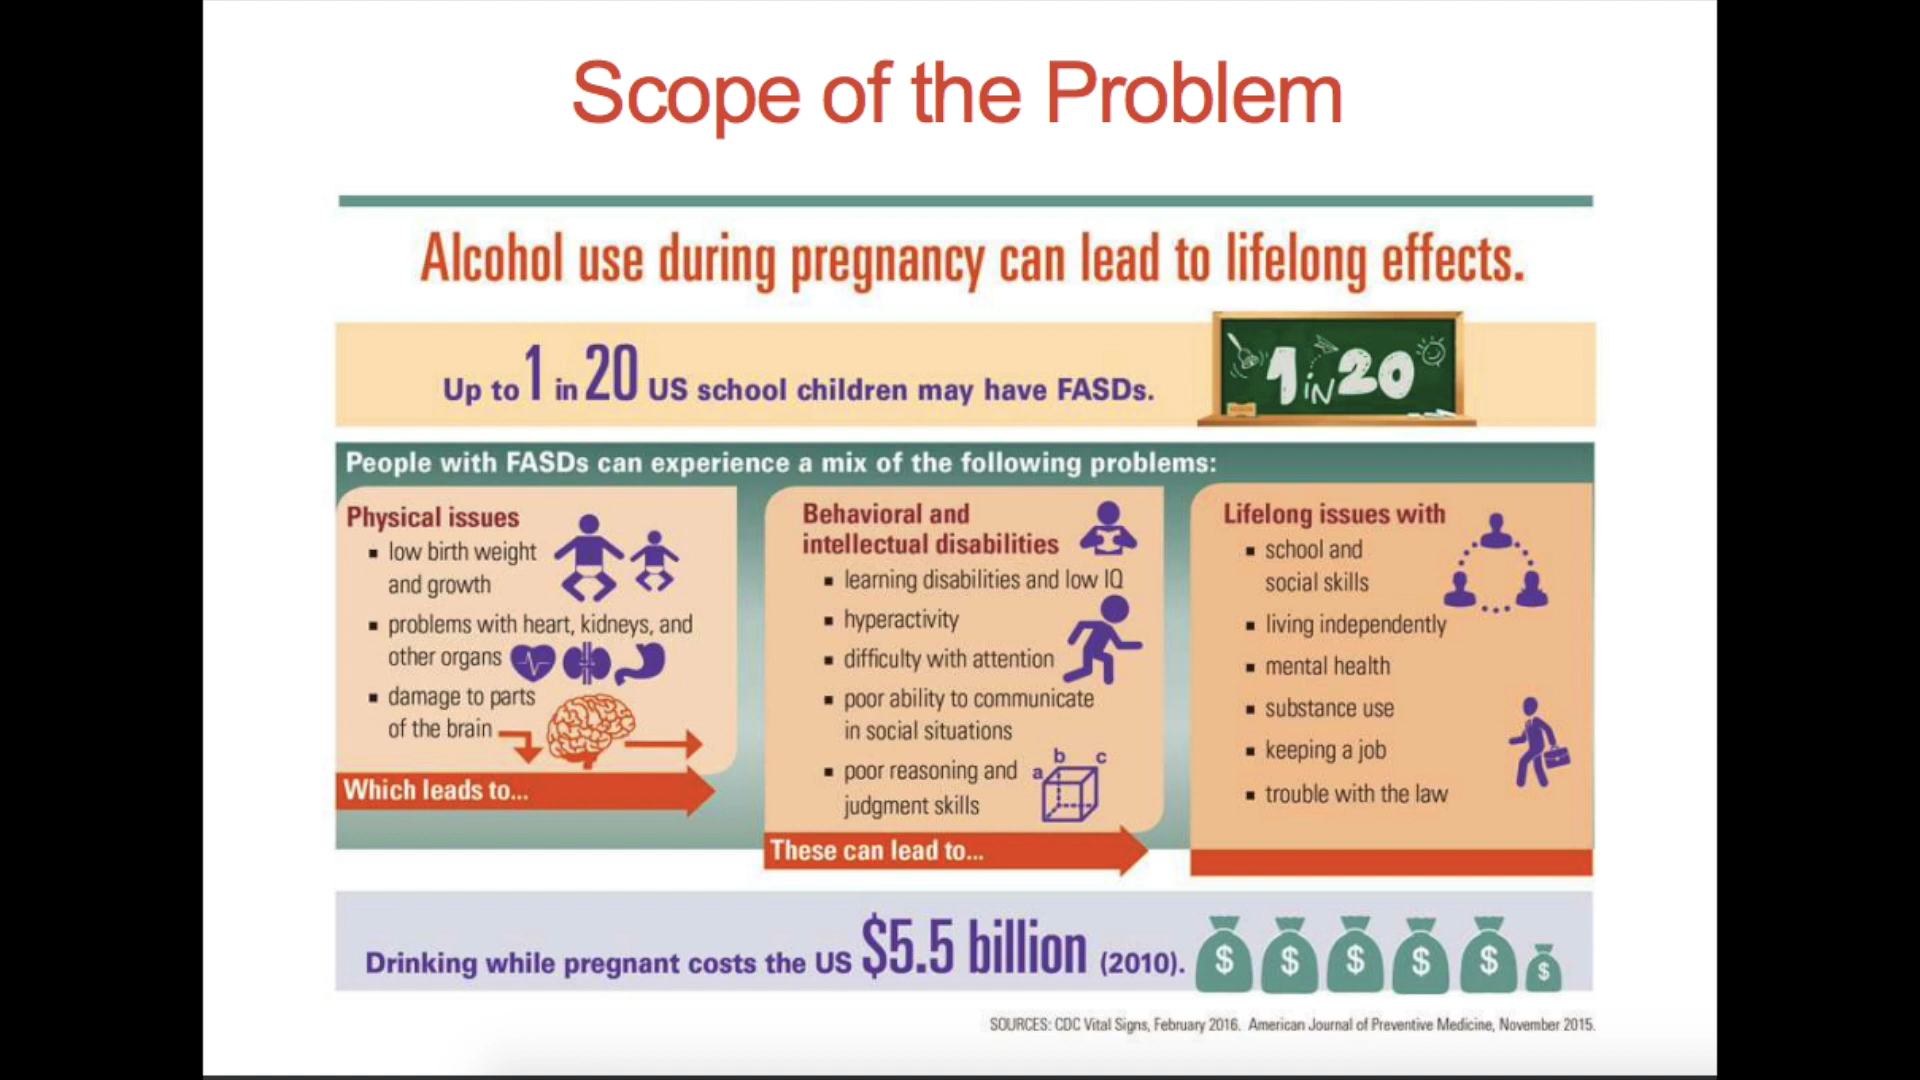 Scope of the Problem
Alcohol use during pregnancy can lead to lifelong effects.
Up to 1 in 20 US school children may have FASDs.
1 in 20
People with FASDs can experience a mix of the following problems:
Physical issues
▪ low birth weight
and growth
▪ problems with heart, kidneys, and
other organs
▪ damage to parts
of the brain
Which leads to...
Behavioral and
intellectual disabilities
▪ learning disabilities and low IQ
▪ hyperactivity
▪ difficulty with attention
▪ poor ability to communicate
in social situations
▪ poor reasoning and
judgment skills
a b c
These can lead to...
Lifelong issues with
▪ school and
social skills
▪ living independently
▪ mental health
▪ substance use
▪ keeping a job
▪ trouble with the law
Drinking while pregnant costs the US $5.5 billion (2010).
$ $ $ $ $ $
SOURCES: CDC Vital Signs, February 2016. American Journal of Preventive Medicine, November 2015.